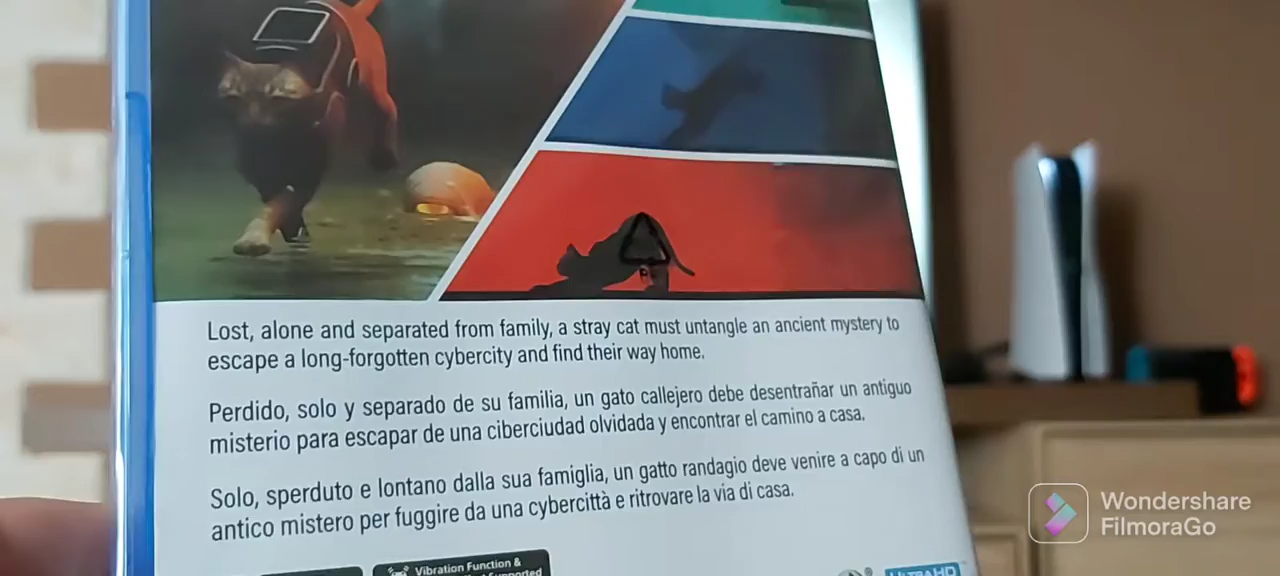 Lost, alone and separated from family, a stray cat must untangle an ancient mystery to
escape a long-forgotten cybercity and find their way home.
Perdido, solo y separado de su familia, un gato callejero debe desentrañar un antiguo
misterio para escapar de una ciberciudad olvidada y encontrar el camino a casa.
Solo, sperduto e lontano dalla sua famiglia, un gatto randagio deve venire a capo di un
antico mistero per fuggire da una cybercittà e ritrovare la via di casa.
Vibration Function &
Supported
ULTRAHD
Wondershare
FilmoraGo